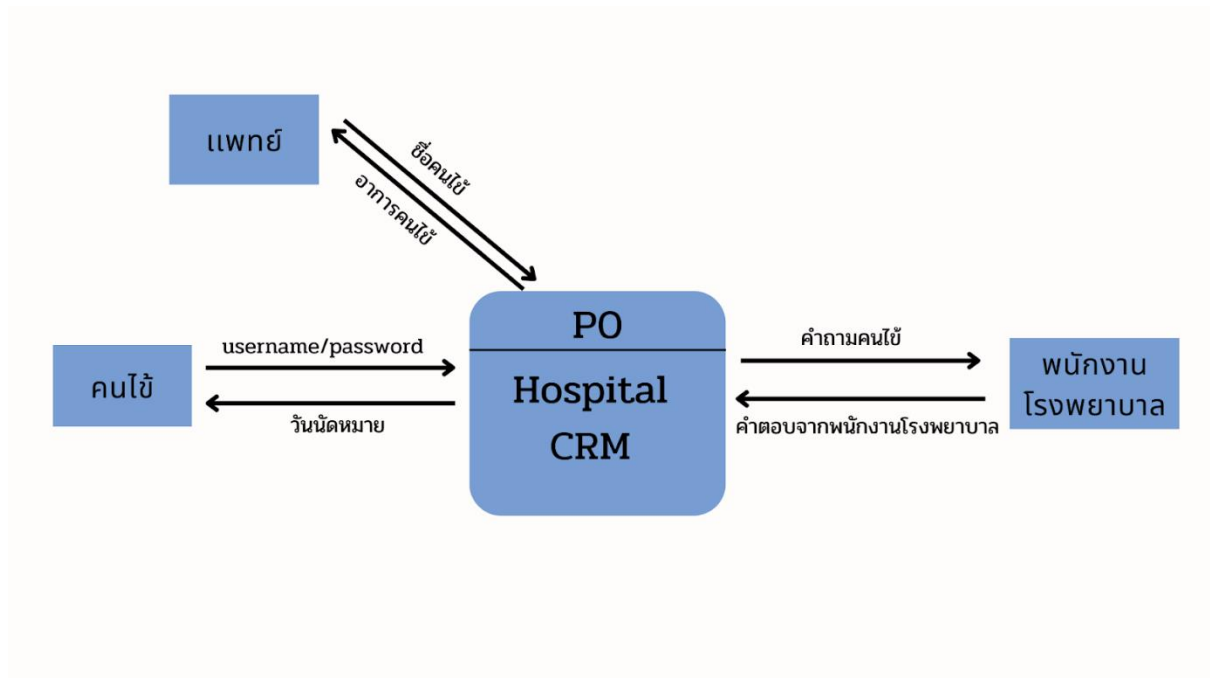 แพทย์
ชื่อคนไข้
อาการคนไข้
PO
Hospital
CRM
username/password
คนไข้
วันนัดหมาย
คำถามคนไข้
คำตอบจากพนักงานโรงพยาบาล
พนักงาน
โรงพยาบาล